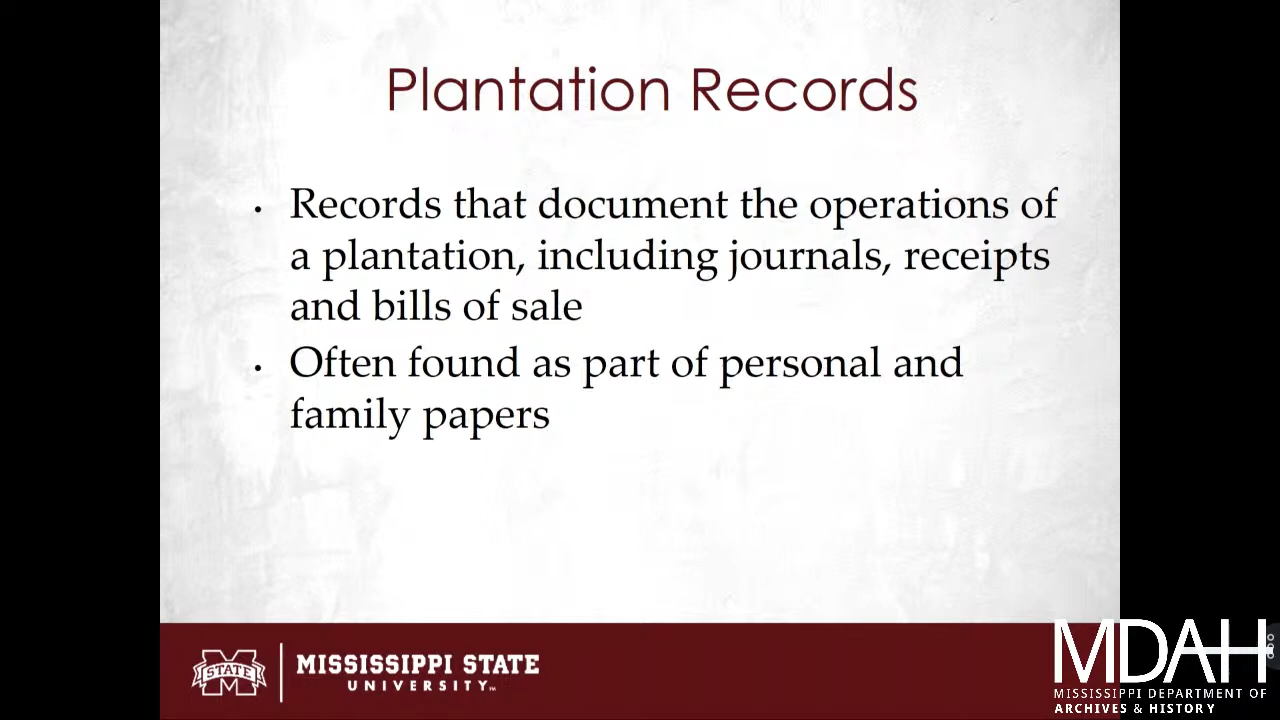 Plantation Records
• Records that document the operations of
a plantation, including journals, receipts
and bills of sale
• Often found as part of personal and
family papers
STATE
M
MISSISSIPPI STATE
UNIVERSITY™
MDAH
MISSISSIPPI DEPARTMENT OF
ARCHIVES & HISTORY